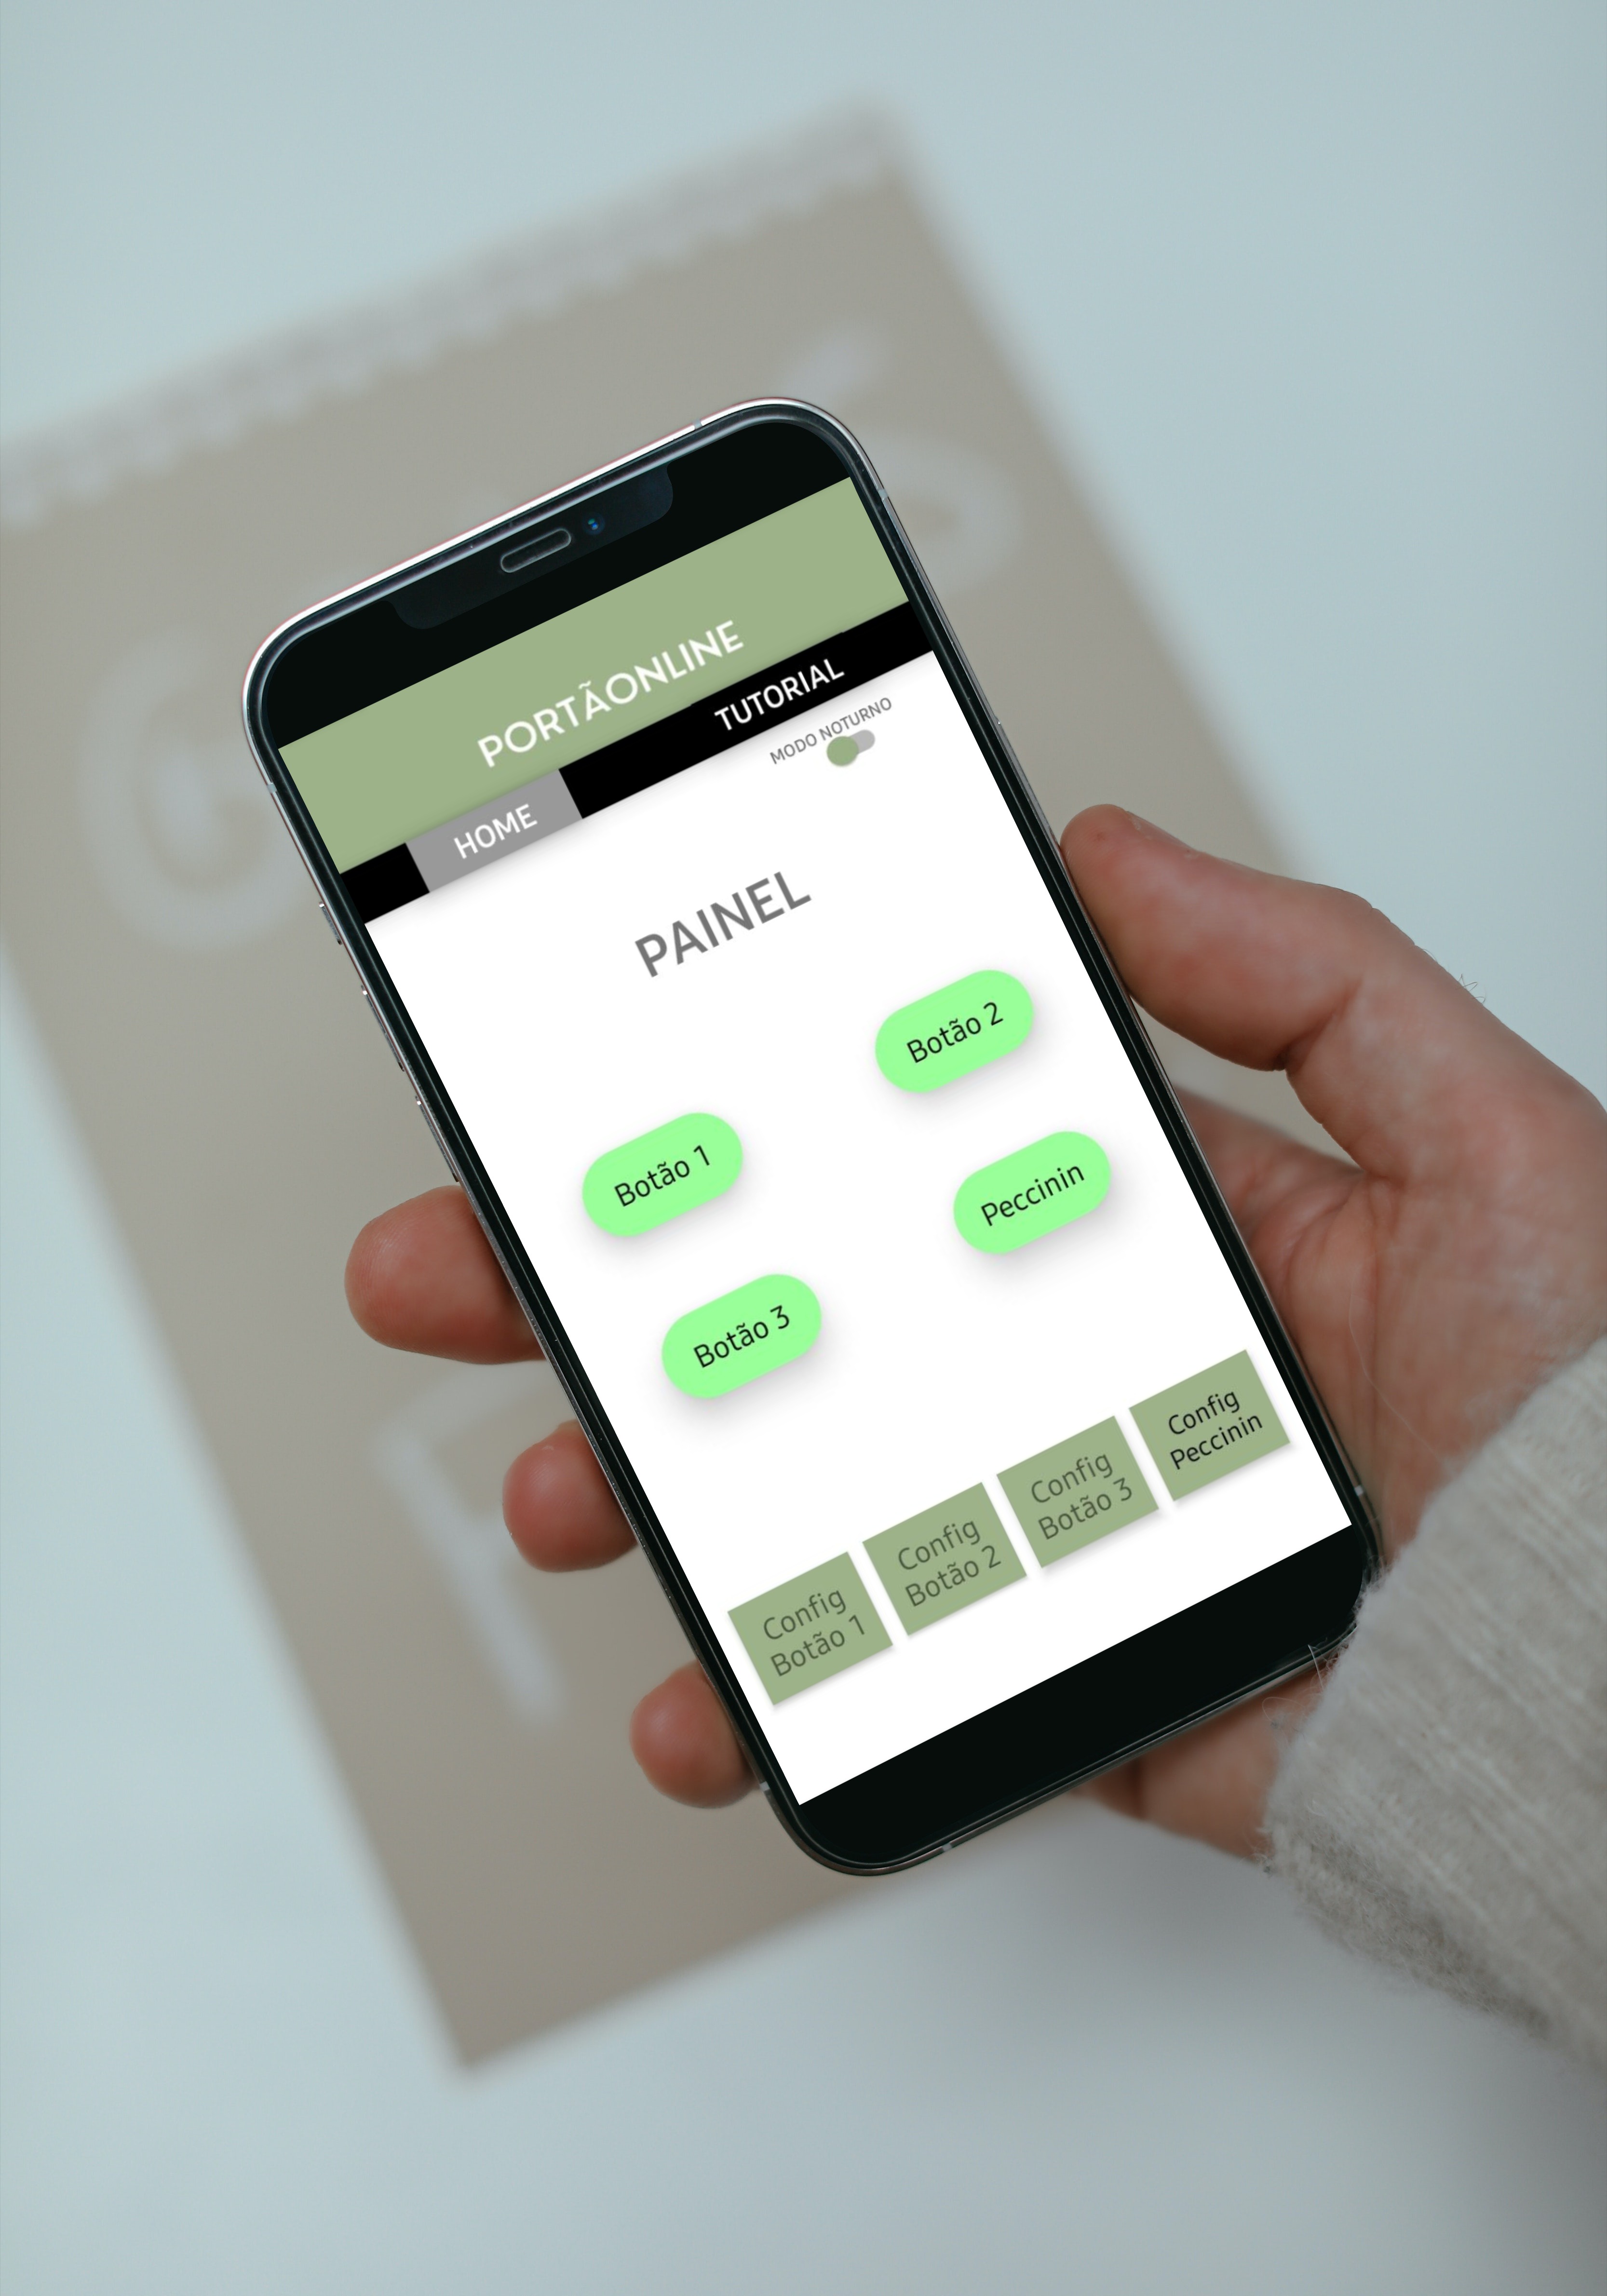 PORTÃONLINE
HOME
TUTORIAL
MODO NOTURNO
PAINEL
Botão 1
Botão 2
Botão 3
Peccinin
Config
Botão 1
Config
Botão 2
Config
Botão 3
Config
Peccinin